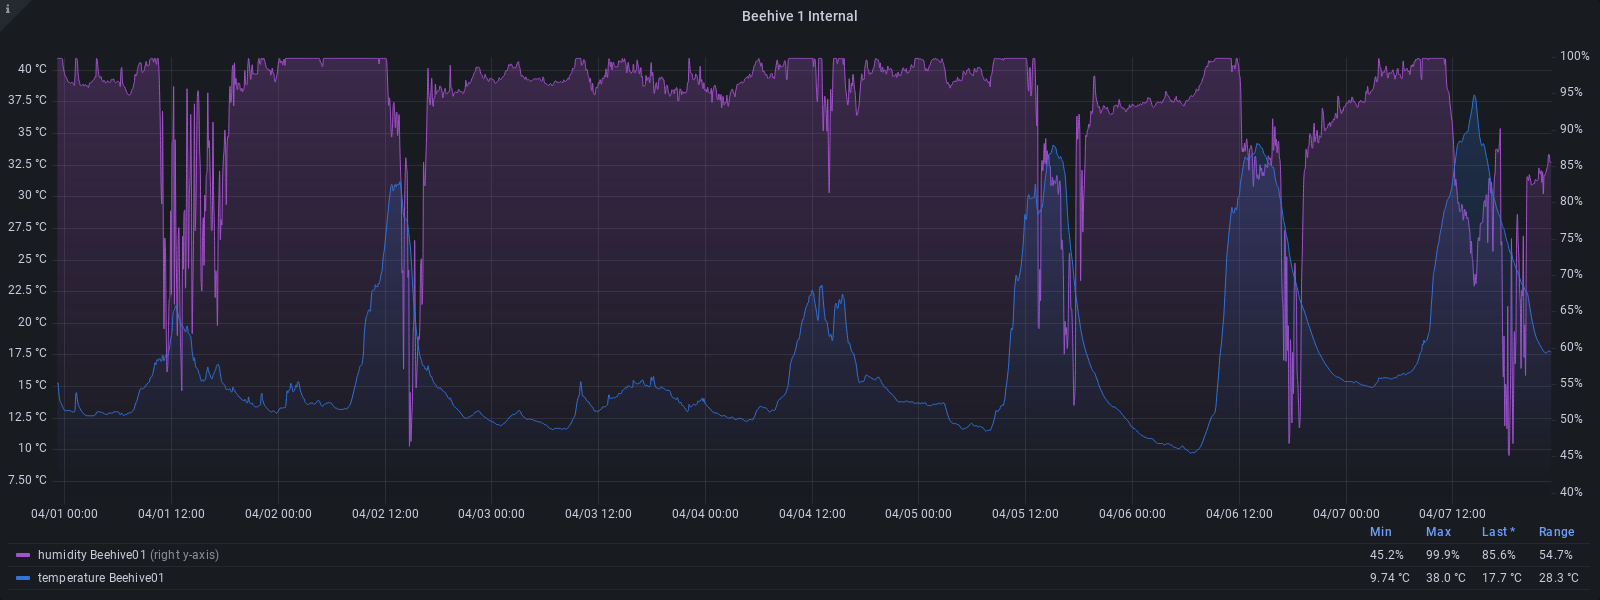 i
Beehive 1 Internal
40 °C
37.5 °C
35 °C
32.5 °C
30 °C
27.5 °C
25 °C
22.5 °C
20 °C
17.5 °C
15 °C
12.5 °C
10 °C
7.50 °C
100%
95%
90%
85%
80%
75%
70%
65%
60%
55%
50%
45%
40%
04/01 00:00 04/01 12:00 04/02 00:00 04/02 12:00 04/03 00:00 04/03 12:00 04/04 00:00 04/04 12:00 04/05 00:00 04/05 12:00 04/06 00:00 04/06 12:00 04/07 00:00 04/07 12:00
Min Max Last * Range
humidity Beehive01 (right y-axis) 45.2% 99.9% 85.6% 54.7%
temperature Beehive01 9.74 °C 38.0 °C 17.7 °C 28.3 °C